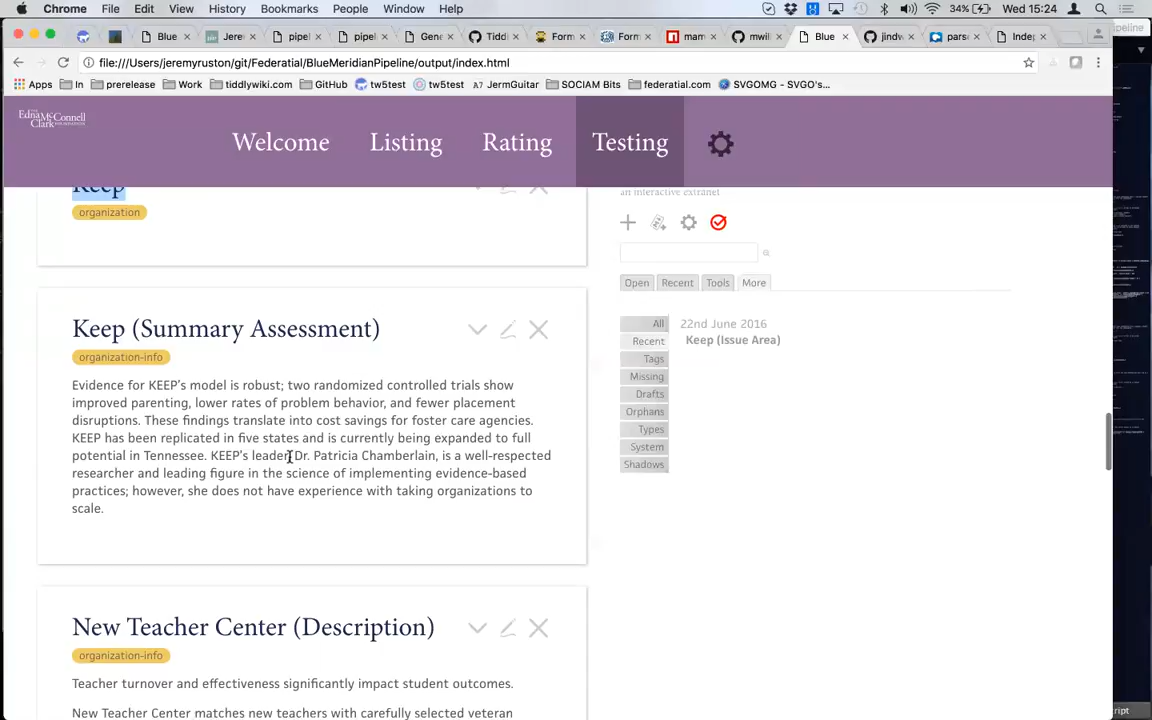 Chrome File Edit View History Bookmarks People Window Help 34% Wed 15:24
Blue Jerem pipel pipel Gene Tiddl Form Form mam mwil Blue jindw pars Indep
file:///Users/jeremyruston/git/Federatial/BlueMeridianPipeline/output/index.html
Apps In prerelease Work tiddlywiki.com GitHub tw5test tw5test JermGuitar SOCIAM Bits federatial.com SVGOMG - SVGO's...
Edna McConnell
Clark
Welcome Listing Rating Testing
Keep
organization
an interactive extranet
Open Recent Tools More
All
Recent
Tags
Missing
Drafts
Orphans
Types
System
Shadows
22nd June 2016
Keep (Issue Area)
Keep (Summary Assessment)
organization-info
Evidence for KEEP's model is robust; two randomized controlled trials show
improved parenting, lower rates of problem behavior, and fewer placement
disruptions. These findings translate into cost savings for foster care agencies.
KEEP has been replicated in five states and is currently being expanded to full
potential in Tennessee. KEEP's leader, Dr. Patricia Chamberlain, is a well-respected
researcher and leading figure in the science of implementing evidence-based
practices; however, she does not have experience with taking organizations to
scale.
New Teacher Center (Description)
organization-info
Teacher turnover and effectiveness significantly impact student outcomes.
New Teacher Center matches new teachers with carefully selected veteran